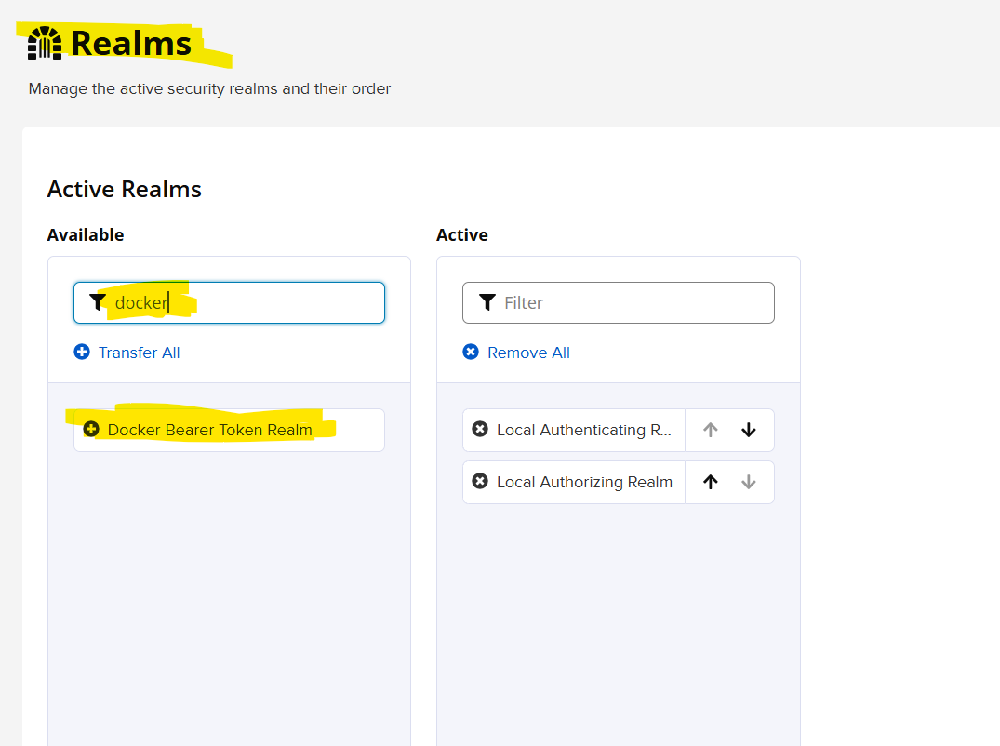 Realms
Manage the active security realms and their order
Active Realms
Available
Active
docker
Filter
Transfer All
Remove All
Docker Bearer Token Realm
Local Authenticating R...
Local Authorizing Realm